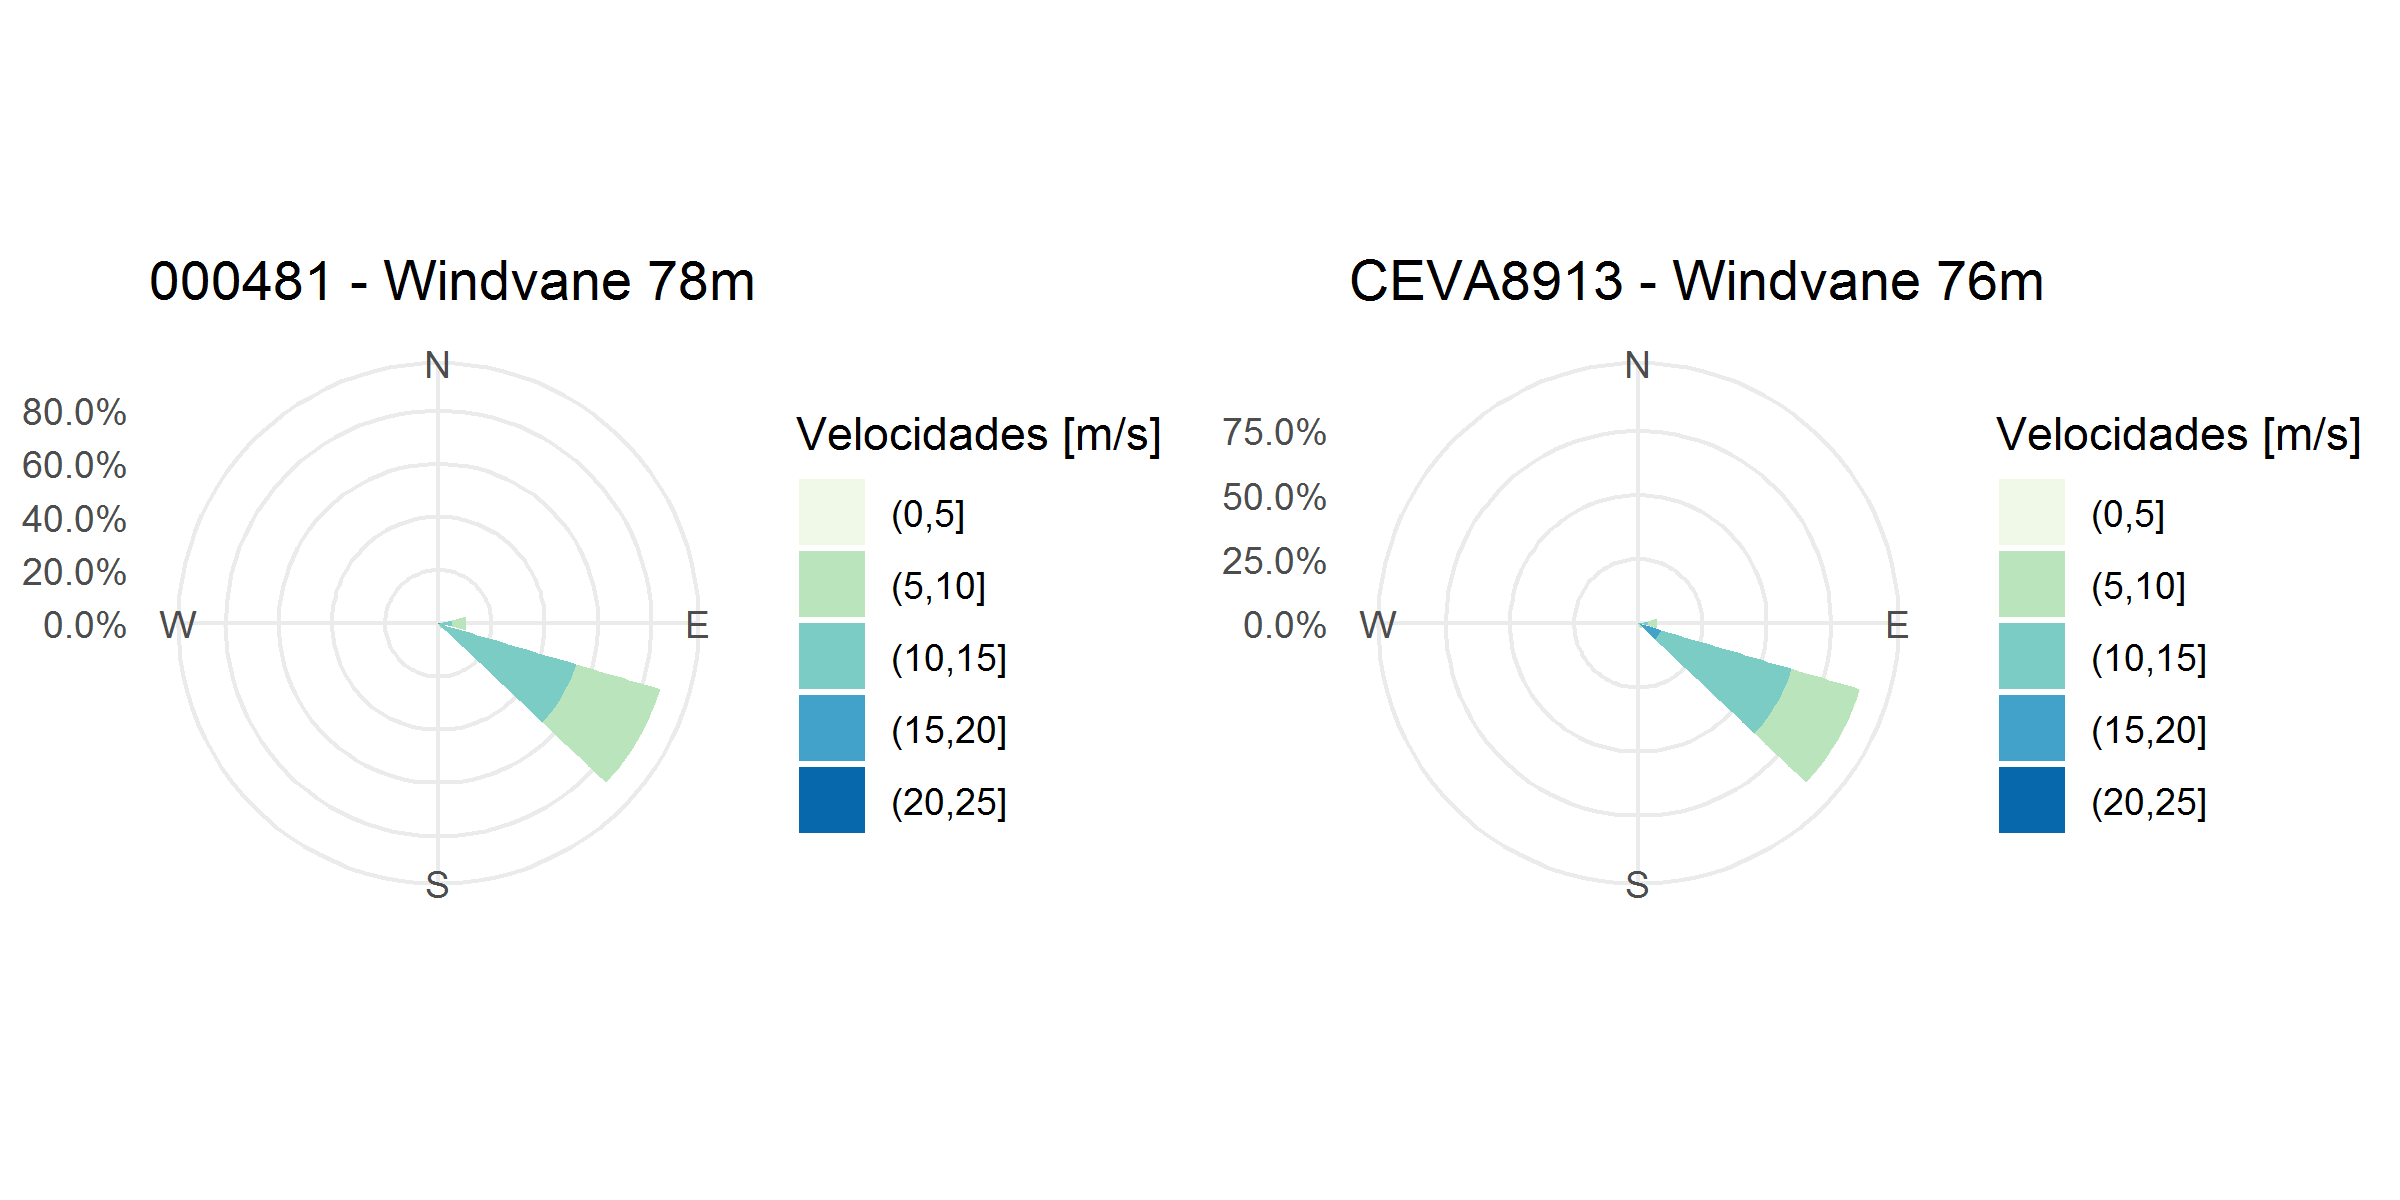 000481 - Windvane 78m
N
80.0%
60.0%
40.0%
20.0%
0.0%
W
E
S
Velocidades [m/s]
(0,5]
(5,10]
(10,15]
(15,20]
(20,25]
CEVA8913 - Windvane 76m
N
75.0%
50.0%
25.0%
0.0%
W
E
S
Velocidades [m/s]
(0,5]
(5,10]
(10,15]
(15,20]
(20,25]